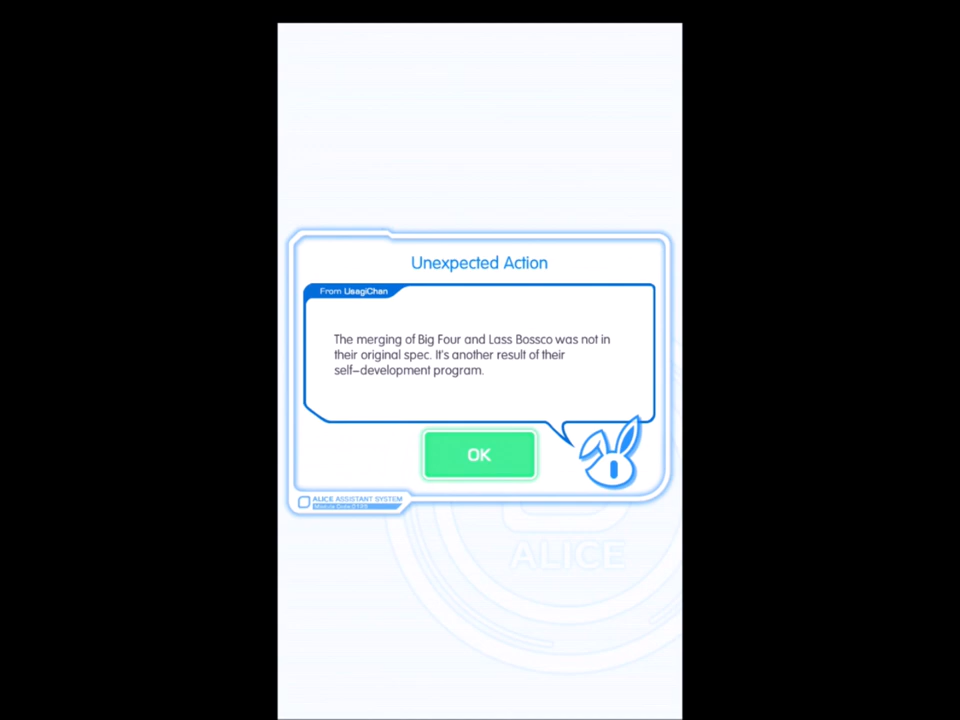 Unexpected Action
From UsagiChan
The merging of Big Four and Lass Bossco was not in
their original spec. It's another result of their
self-development program.
OK
ALICE ASSISTANT SYSTEM
ALICE